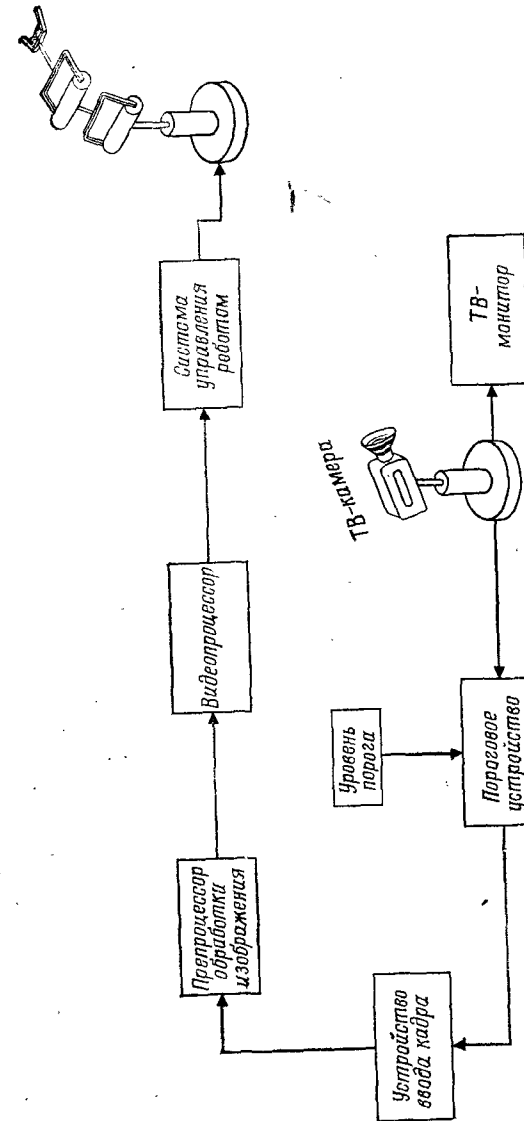 ТВ-камера
ТВ-
монитор
Уровень
порога
Пороговое
устройство
Устройство
ввода кадра
Препроцессор
обработки
изображения
Видеопроцессор
Система
управления
роботом